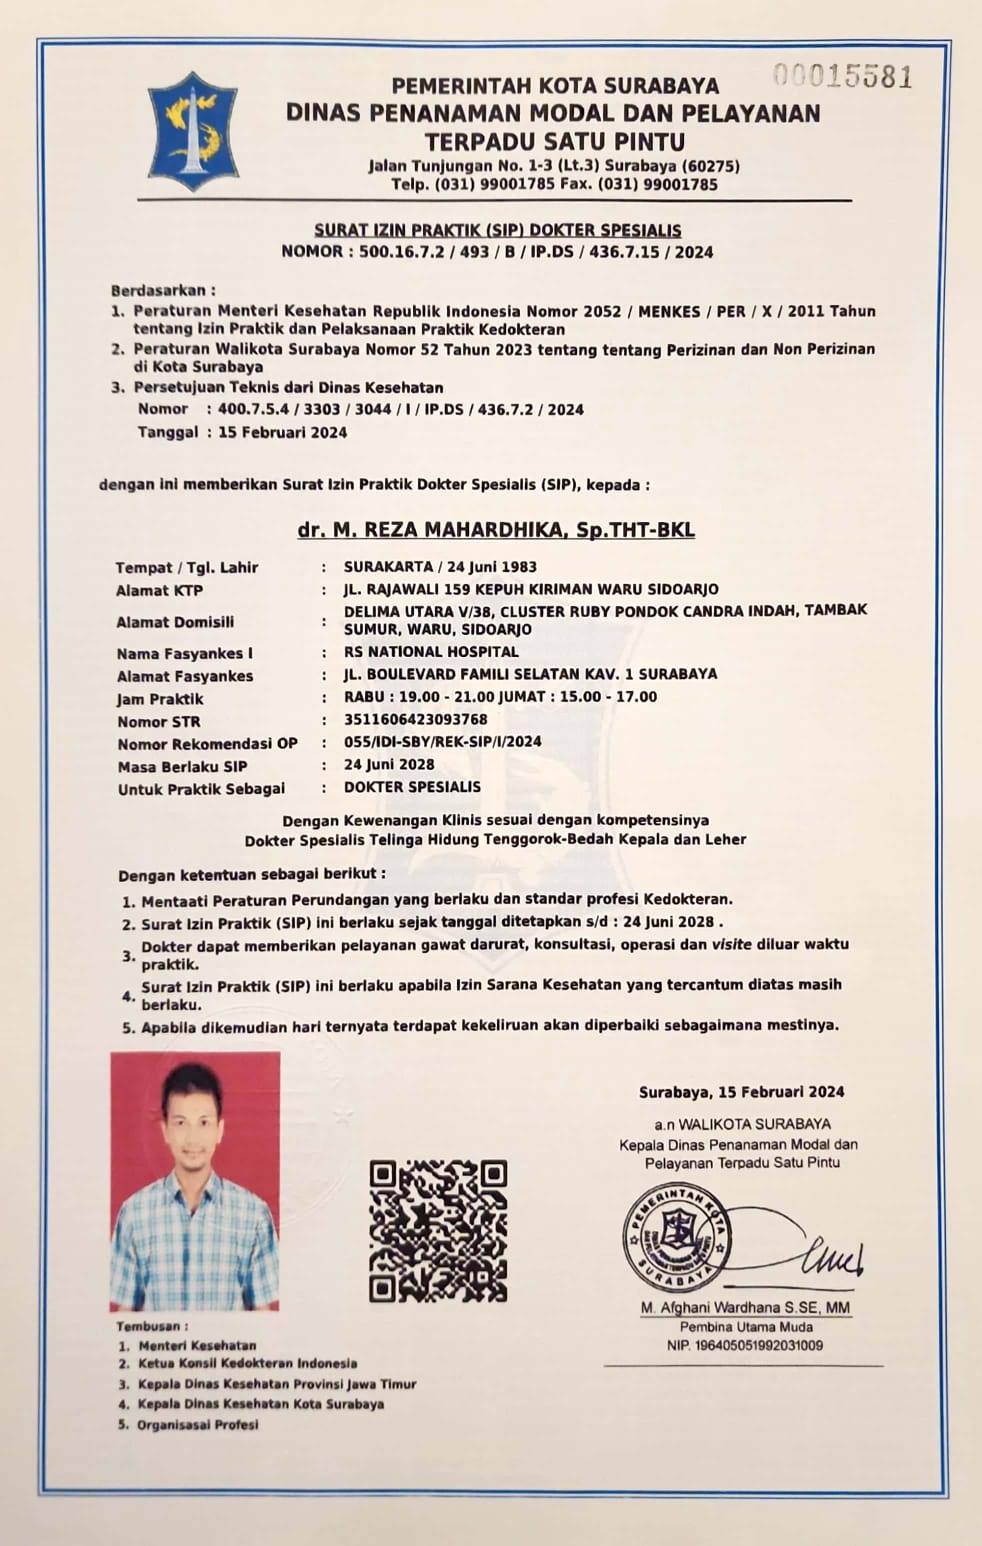 00015581
PEMERINTAH KOTA SURABAYA
DINAS PENANAMAN MODAL DAN PELAYANAN
TERPADU SATU PINTU
Jalan Tunjungan No. 1-3 (Lt.3) Surabaya (60275)
Telp. (031) 99001785 Fax. (031) 99001785
SURAT IZIN PRAKTIK (SIP) DOKTER SPESIALIS
NOMOR : 500.16.7.2 / 493 / B / IP.DS / 436.7.15 / 2024
Berdasarkan :
1. Peraturan Menteri Kesehatan Republik Indonesia Nomor 2052 / MENKES / PER / X / 2011 Tahun
tentang Izin Praktik dan Pelaksanaan Praktik Kedokteran
2. Peraturan Walikota Surabaya Nomor 52 Tahun 2023 tentang tentang Perizinan dan Non Perizinan
di Kota Surabaya
3. Persetujuan Teknis dari Dinas Kesehatan
Nomor : 400.7.5.4 / 3303 / 3044 / I / IP.DS / 436.7.2 / 2024
Tanggal : 15 Februari 2024
dengan ini memberikan Surat Izin Praktik Dokter Spesialis (SIP), kepada :
dr. M. REZA MAHARDHIKA, Sp.THT-BKL
Tempat / Tgl. Lahir : SURAKARTA / 24 Juni 1983
Alamat KTP : JL. RAJAWALI 159 KEPUH KIRIMAN WARU SIDOARJO
Alamat Domisili : DELIMA UTARA V/38, CLUSTER RUBY PONDOK CANDRA INDAH, TAMBAK
SUMUR, WARU, SIDOARJO
Nama Fasyankes I : RS NATIONAL HOSPITAL
Alamat Fasyankes : JL. BOULEVARD FAMILI SELATAN KAV. 1 SURABAYA
Jam Praktik : RABU : 19.00 - 21.00 JUMAT : 15.00 - 17.00
Nomor STR : 3511606423093768
Nomor Rekomendasi OP : 055/IDI-SBY/REK-SIP/I/2024
Masa Berlaku SIP : 24 Juni 2028
Untuk Praktik Sebagai : DOKTER SPESIALIS
Dengan Kewenangan Klinis sesuai dengan kompetensinya
Dokter Spesialis Telinga Hidung Tenggorok-Bedah Kepala dan Leher
Dengan ketentuan sebagai berikut :
1. Mentaati Peraturan Perundangan yang berlaku dan standar profesi Kedokteran.
2. Surat Izin Praktik (SIP) ini berlaku sejak tanggal ditetapkan s/d : 24 Juni 2028 .
3. Dokter dapat memberikan pelayanan gawat darurat, konsultasi, operasi dan visite diluar waktu
praktik.
4. Surat Izin Praktik (SIP) ini berlaku apabila Izin Sarana Kesehatan yang tercantum diatas masih
berlaku.
5. Apabila dikemudian hari ternyata terdapat kekeliruan akan diperbaiki sebagaimana mestinya.
Surabaya, 15 Februari 2024
a.n WALIKOTA SURABAYA
Kepala Dinas Penanaman Modal dan
Pelayanan Terpadu Satu Pintu
PEMERINTAH KOTA
SURABAYA
M. Afghani Wardhana S.SE, MM
Pembina Utama Muda
NIP. 196405051992031009
Tembusan :
1. Menteri Kesehatan
2. Ketua Konsil Kedokteran Indonesia
3. Kepala Dinas Kesehatan Provinsi Jawa Timur
4. Kepala Dinas Kesehatan Kota Surabaya
5. Organisasai Profesi